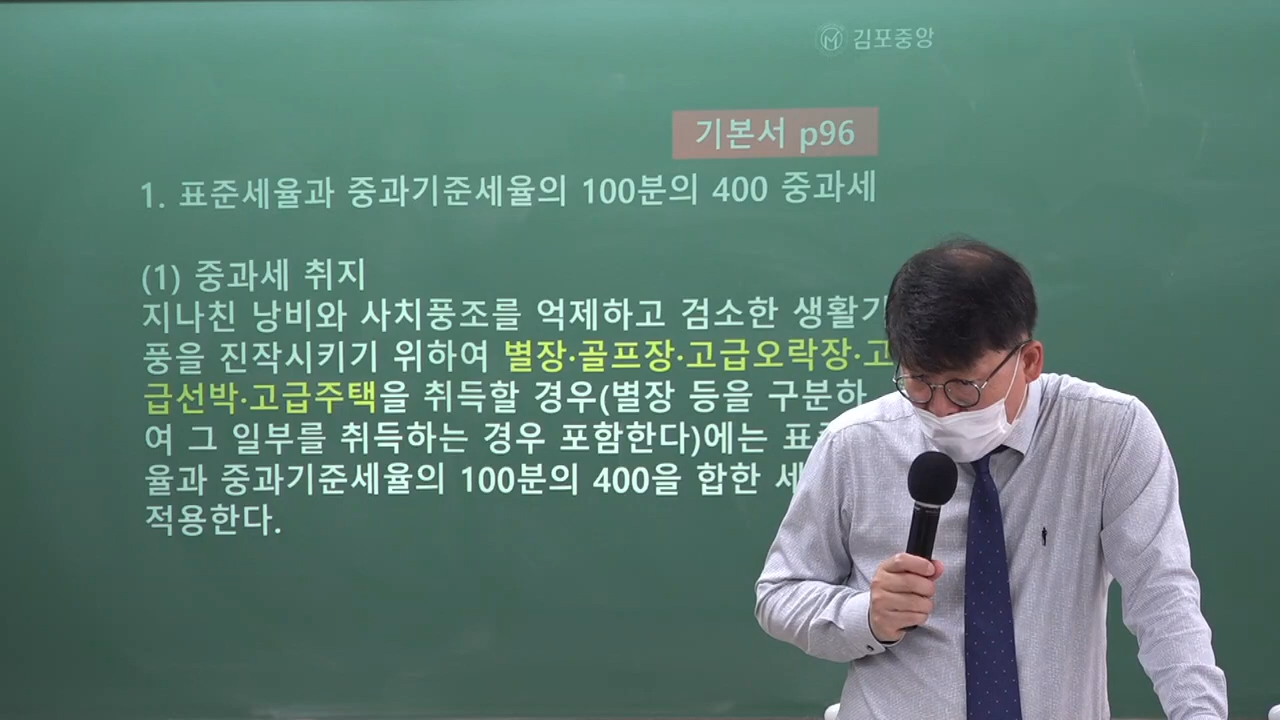 김포중앙
기본서 p96
1. 표준세율과 중과기준세율의 100분의 400 중과세
(1) 중과세 취지
지나친 낭비와 사치풍조를 억제하고 검소한 생활기
풍을 진작시키기 위하여 별장·골프장·고급오락장·고
급선박·고급주택을 취득할 경우(별장 등을 구분하
여 그 일부를 취득하는 경우 포함한다)에는
율과 중과기준세율의 100분의 400을 합한
적용한다.